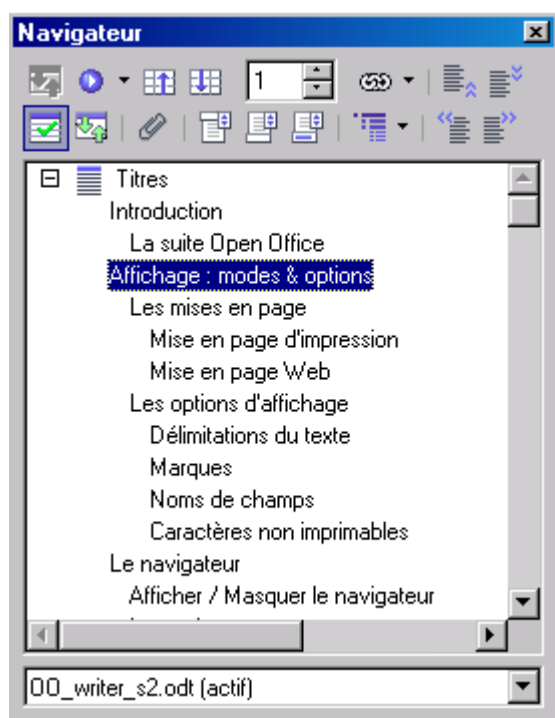 Navigateur
1
Titres
Introduction
La suite Open Office
Affichage : modes & options
Les mises en page
Mise en page d'impression
Mise en page Web
Les options d'affichage
Délimitations du texte
Marques
Noms de champs
Caractères non imprimables
Le navigateur
Afficher / Masquer le navigateur
OO_writer_s2.odt (actif)